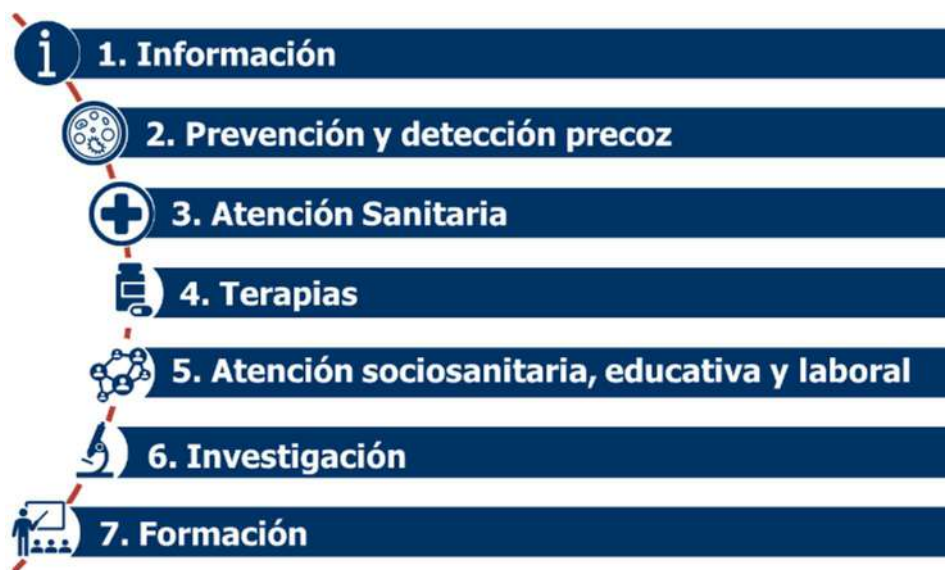 1. Información
2. Prevención y detección precoz
3. Atención Sanitaria
4. Terapias
5. Atención sociosanitaria, educativa y laboral
6. Investigación
7. Formación